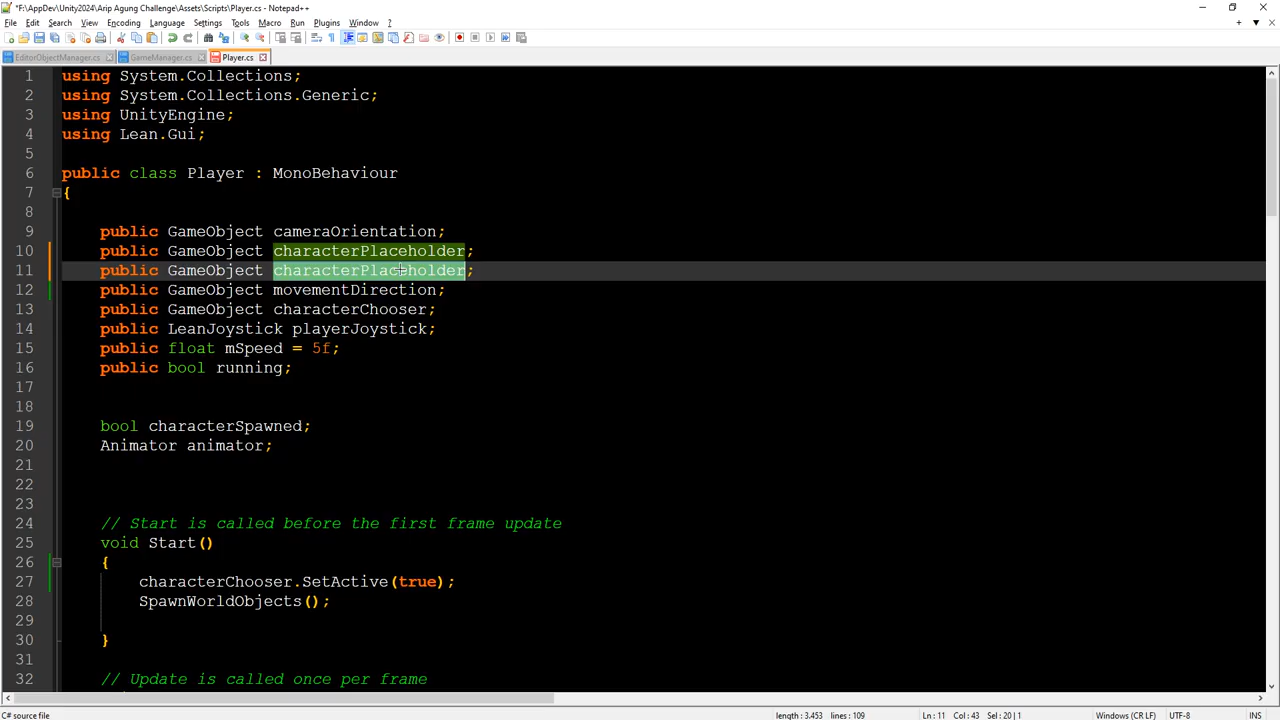 *F:\AppDev\Unity2024\Arip Agung Challenge\Assets\Scripts\Player.cs - Notepad++
File Edit Search View Encoding Language Settings Tools Macro Run Plugins Window ?
EditorObjectManager.cs GameManager.cs Player.cs
1 using System.Collections;
2 using System.Collections.Generic;
3 using UnityEngine;
4 using Lean.Gui;
5
6 public class Player : MonoBehaviour
7 {
8
9 public GameObject cameraOrientation;
10 public GameObject characterPlaceholder;
11 public GameObject characterPlaceholder;
12 public GameObject movementDirection;
13 public GameObject characterChooser;
14 public LeanJoystick playerJoystick;
15 public float mSpeed = 5f;
16 public bool running;
17
18
19 bool characterSpawned;
20 Animator animator;
21
22
23
24 // Start is called before the first frame update
25 void Start()
26 {
27 characterChooser.SetActive(true);
28 SpawnWorldObjects();
29
30 }
31
32 // Update is called once per frame
C# source file length : 3.453 lines : 109 Ln : 11 Col : 43 Sel : 20 | 1 Windows (CR LF) UTF-8 INS